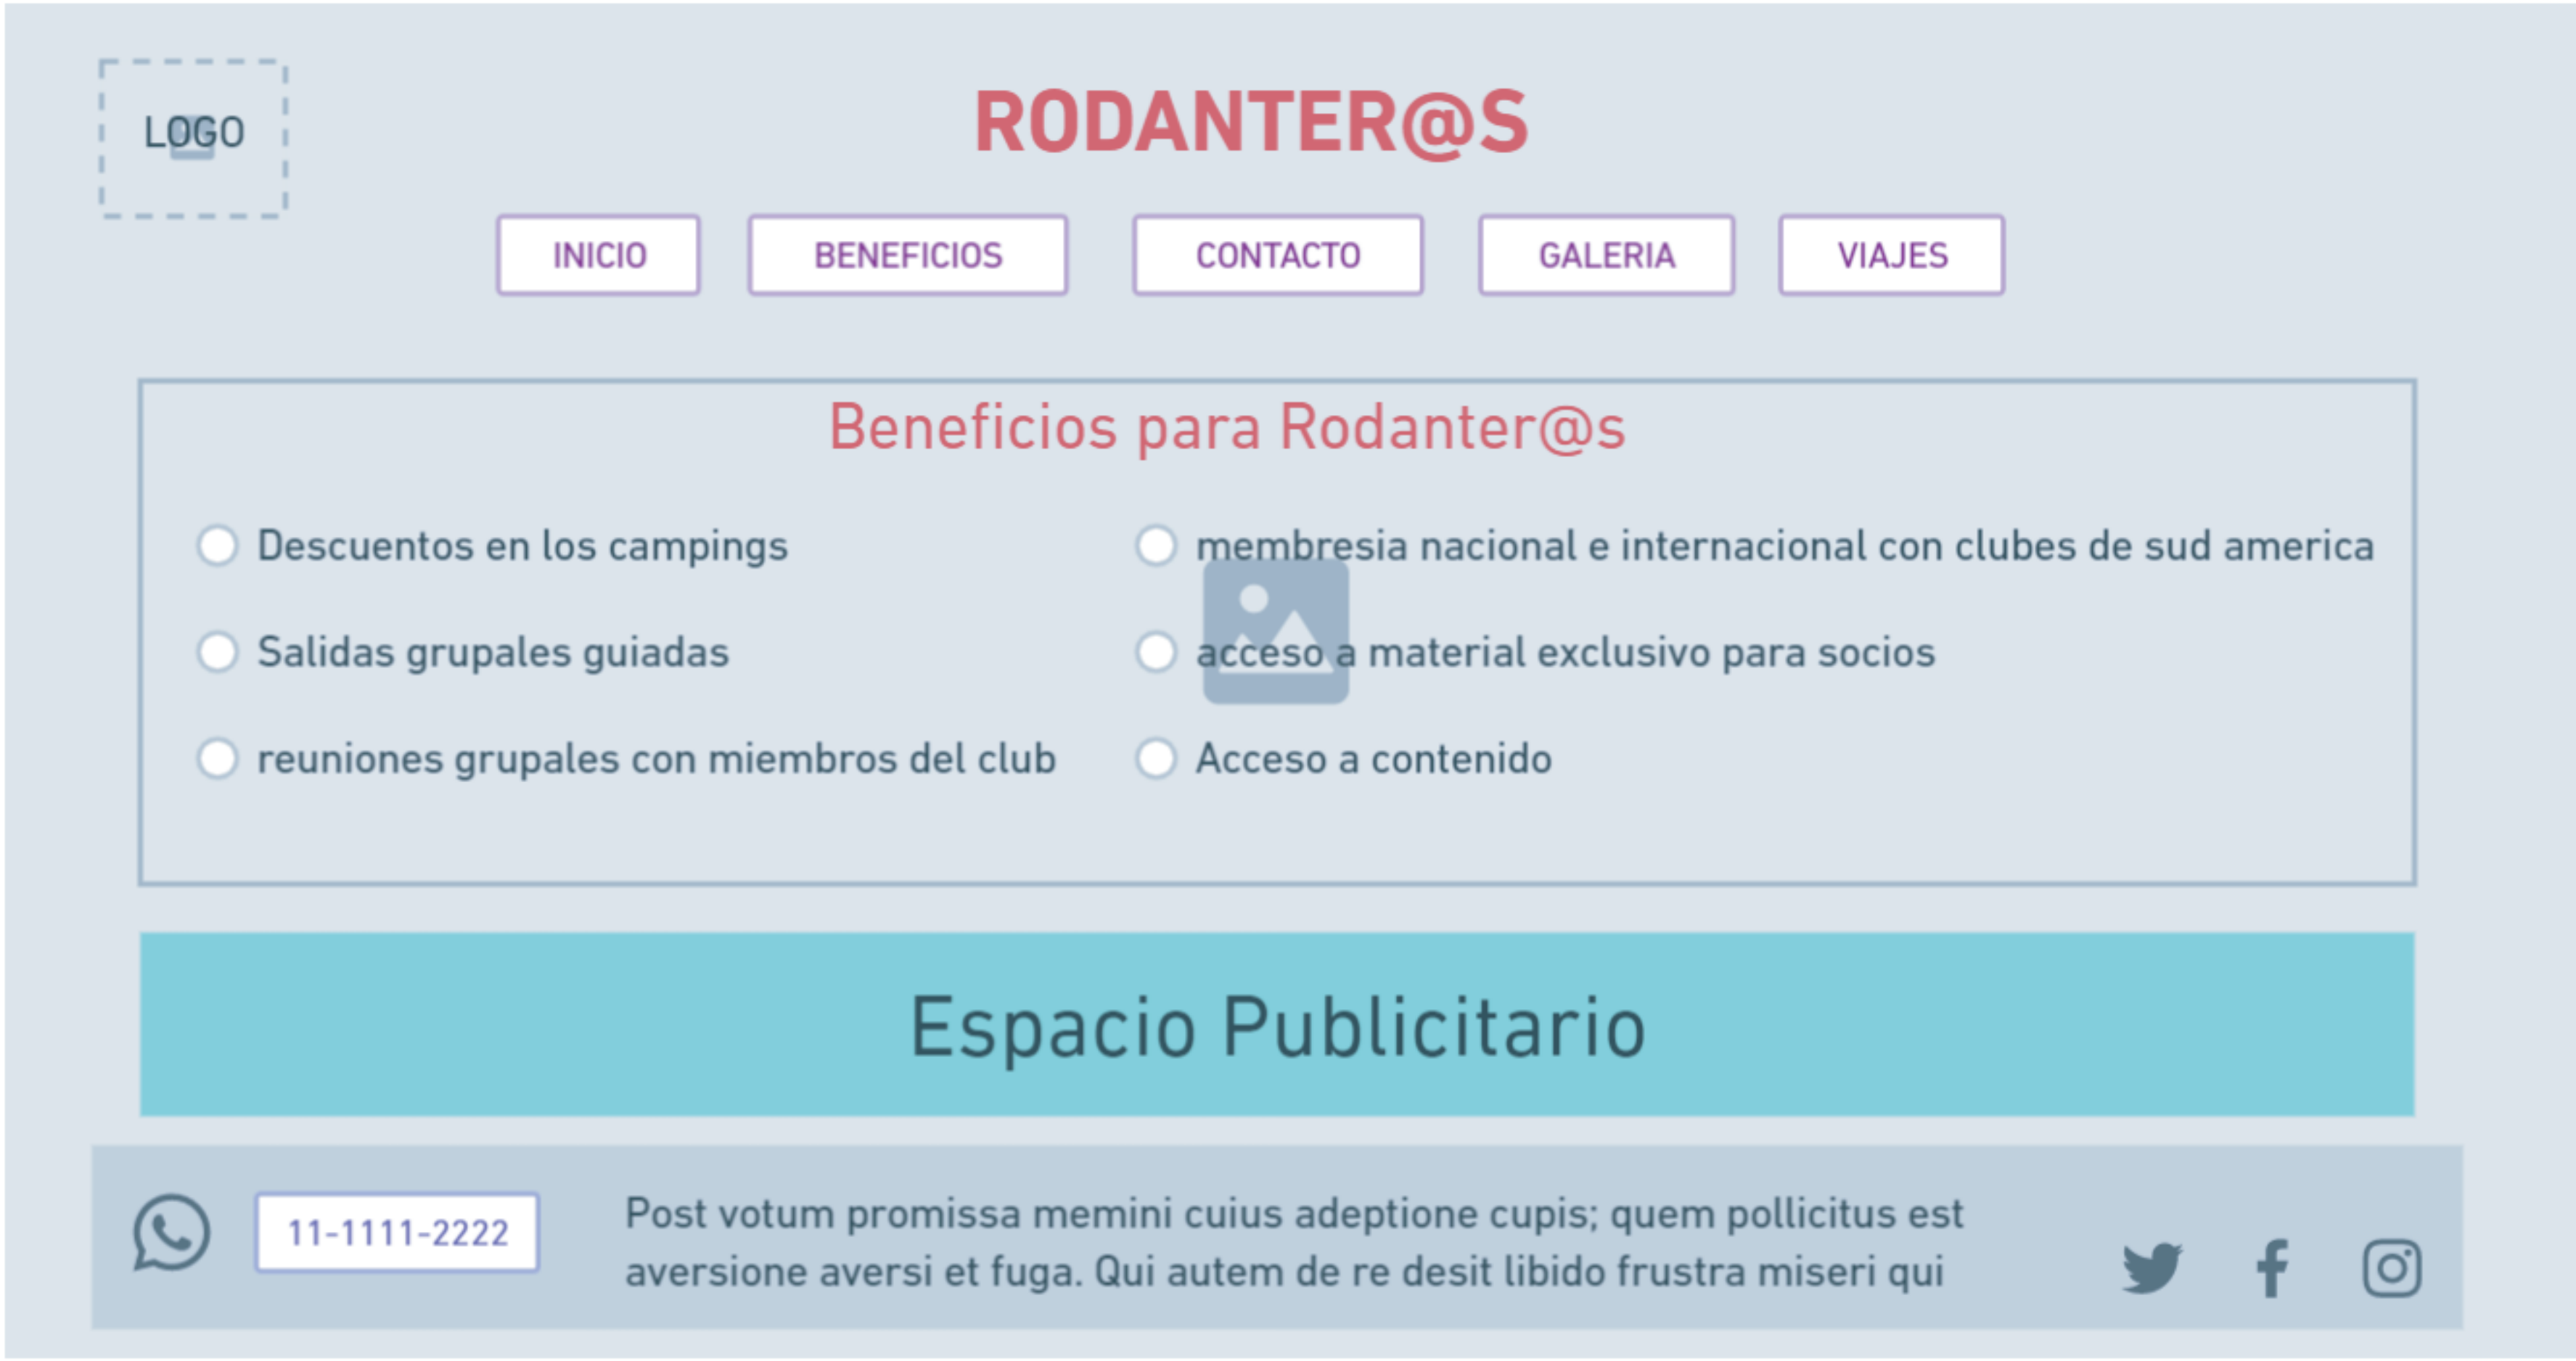 LOGO
RODANTER@S
INICIO
BENEFICIOS
CONTACTO
GALERIA
VIAJES
Beneficios para Rodanter@s
Descuentos en los campings
membresia nacional e internacional con clubes de sud america
Salidas grupales guiadas
acceso a material exclusivo para socios
reuniones grupales con miembros del club
Acceso a contenido
Espacio Publicitario
11-1111-2222
Post votum promissa memini cuius adeptione cupis; quem pollicitus est
aversione aversi et fuga. Qui autem de re desit libido frustra miseri qui